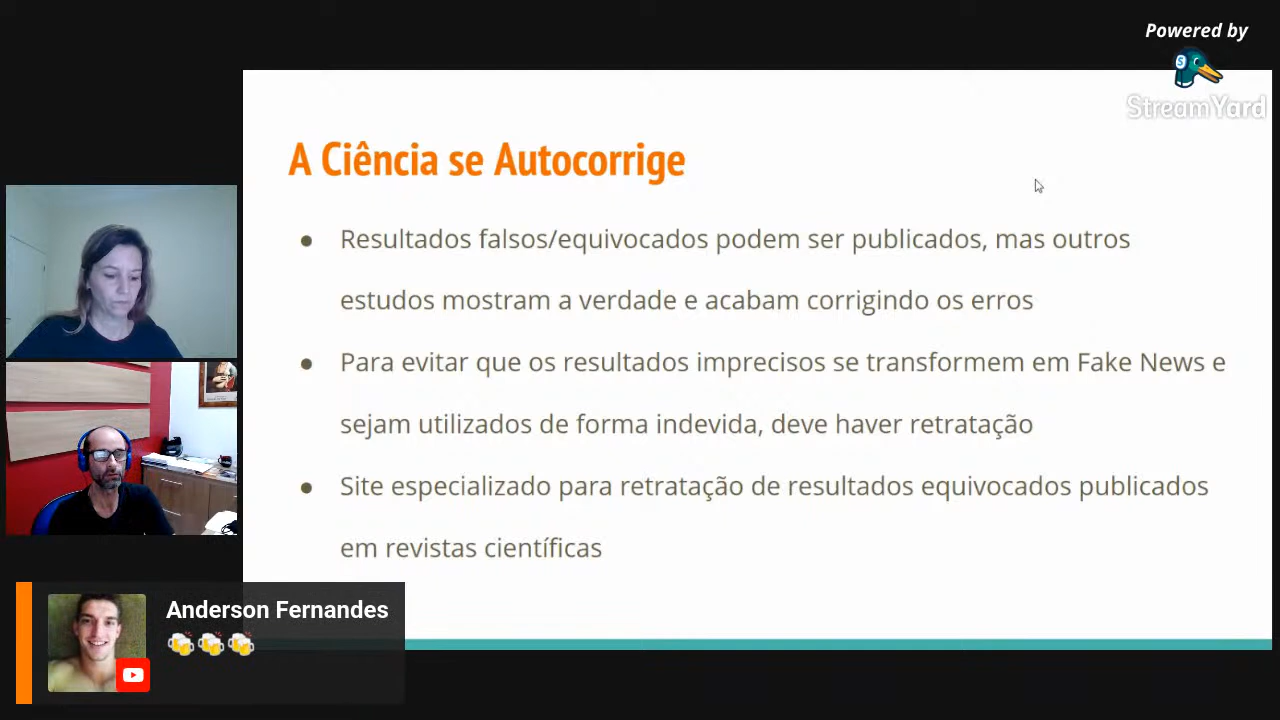 Powered by
StreamYard
A Ciência se Autocorrige
● Resultados falsos/equivocados podem ser publicados, mas outros
estudos mostram a verdade e acabam corrigindo os erros
● Para evitar que os resultados imprecisos se transformem em Fake News e
sejam utilizados de forma indevida, deve haver retratação
● Site especializado para retratação de resultados equivocados publicados
em revistas científicas
Anderson Fernandes
🍻🍻🍻